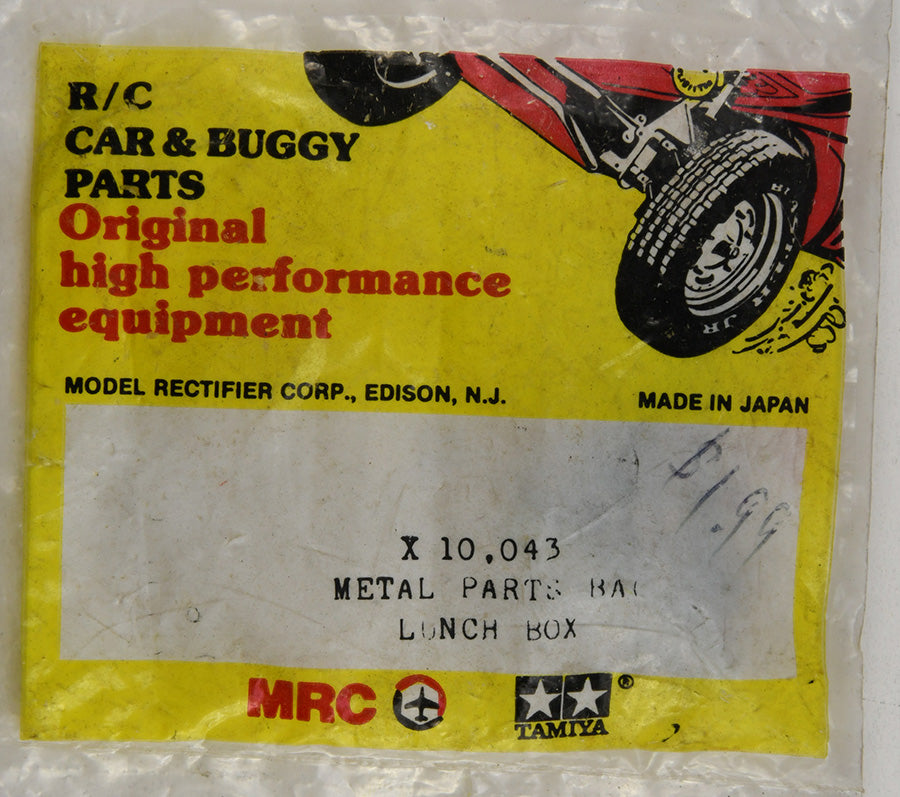 R/C
CAR & BUGGY
PARTS
Original
high performance
equipment
MODEL RECTIFIER CORP., EDISON, N.J.
MADE IN JAPAN
$1.99
X 10,043
METAL PARTS BAG
LUNCH BOX
MRC
TAMIYA ®